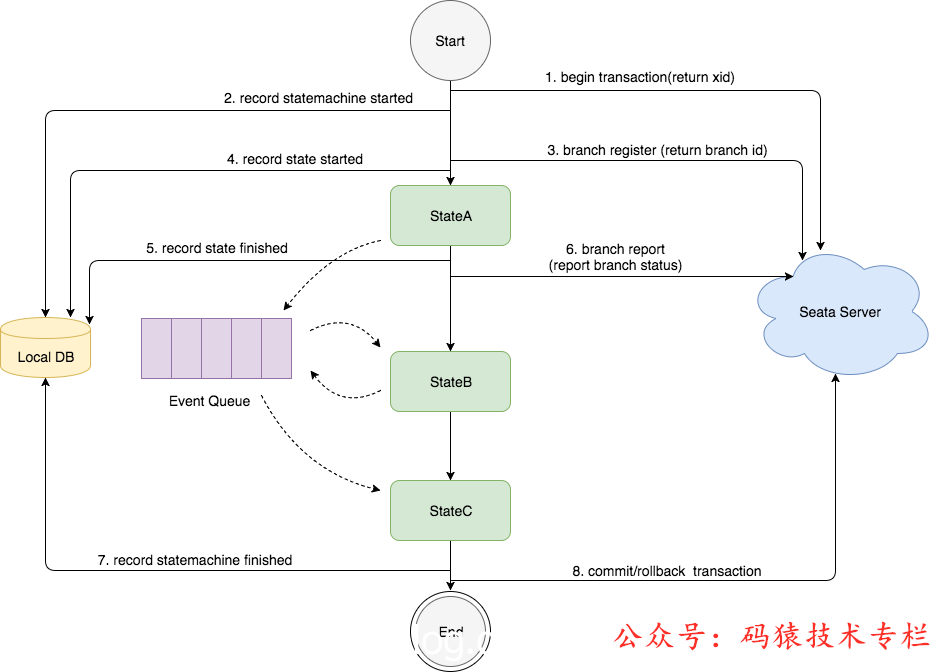 Start
1. begin transaction(return xid)
2. record statemachine started
3. branch register (return branch id)
4. record state started
StateA
5. record state finished
6. branch report
(report branch status)
Seata Server
Local DB
StateB
Event Queue
StateC
7. record statemachine finished
8. commit/rollback transaction
End
公众号：码猿技术专栏